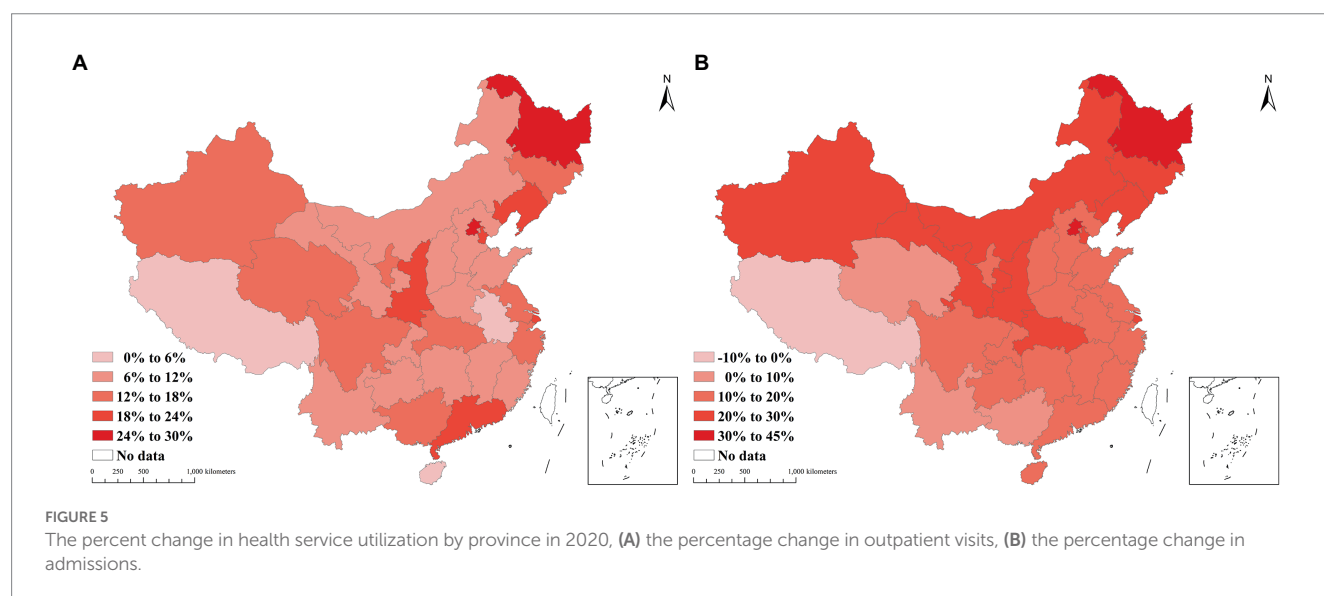 A
B
N
N
0% to 6%
6% to 12%
12% to 18%
18% to 24%
24% to 30%
No data
0 250 500 1,000 kilometers
-10% to 0%
0% to 10%
10% to 20%
20% to 30%
30% to 45%
No data
0 250 500 1,000 kilometers
FIGURE 5
The percent change in health service utilization by province in 2020, (A) the percentage change in outpatient visits, (B) the percentage change in
admissions.